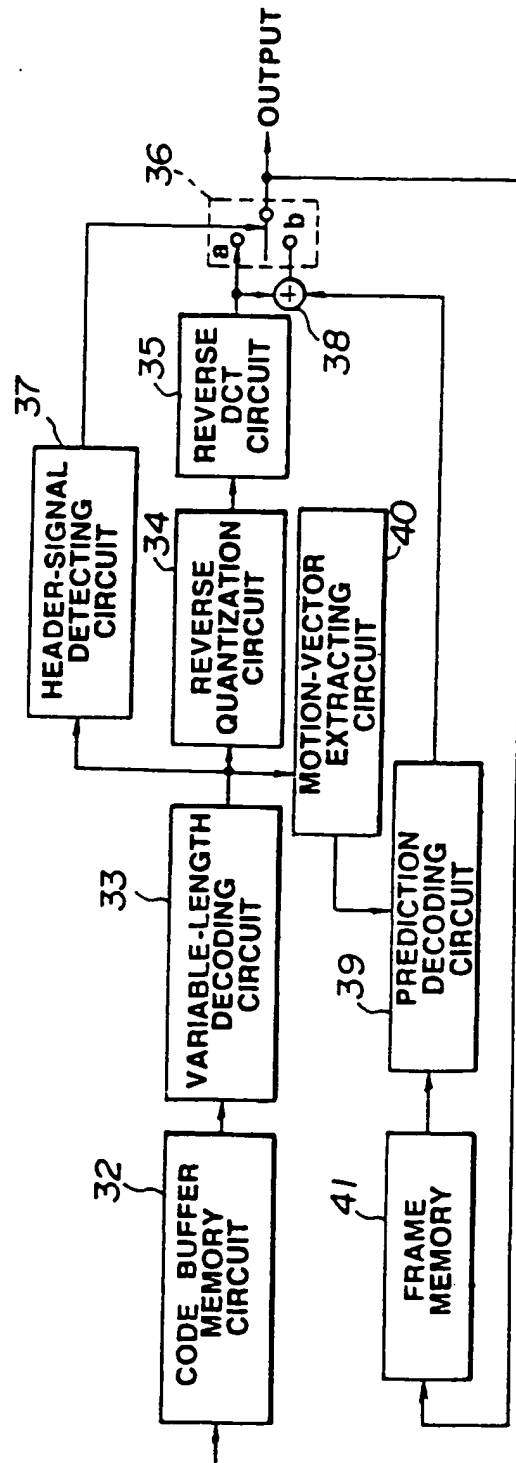 32
CODE BUFFER
MEMORY
CIRCUIT
33
VARIABLE-LENGTH
DECODING
CIRCUIT
37
HEADER-SIGNAL
DETECTING
CIRCUIT
34
REVERSE
QUANTIZATION
CIRCUIT
35
REVERSE
DCT
CIRCUIT
36
a
b
OUTPUT
38
+
40
MOTION-VECTOR
EXTRACTING
CIRCUIT
39
PREDICTION
DECODING
CIRCUIT
41
FRAME
MEMORY